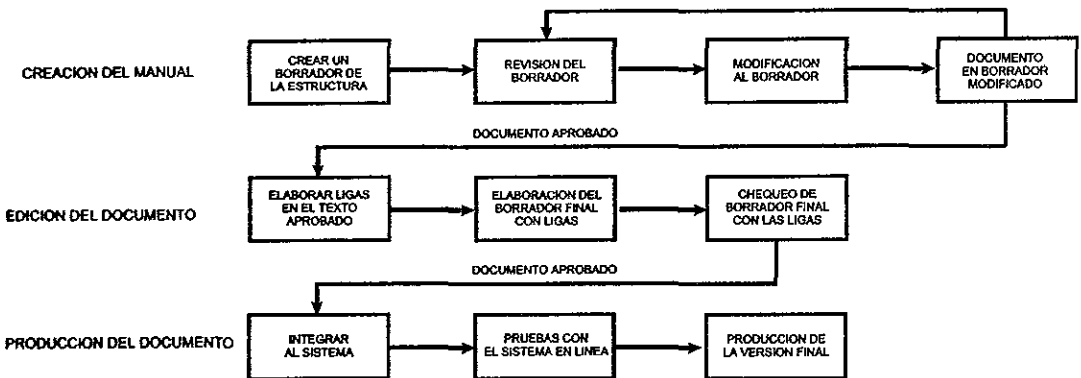 CREACION DEL MANUAL
CREAR UN
BORRADOR DE
LA ESTRUCTURA
REVISION DEL
BORRADOR
MODIFICACION
AL BORRADOR
DOCUMENTO
EN BORRADOR
MODIFICADO
DOCUMENTO APROBADO
EDICION DEL DOCUMENTO
ELABORAR LIGAS
EN EL TEXTO
APROBADO
ELABORACION DEL
BORRADOR FINAL
CON LIGAS
CHEQUEO DE
BORRADOR FINAL
CON LAS LIGAS
DOCUMENTO APROBADO
PRODUCCION DEL DOCUMENTO
INTEGRAR
AL SISTEMA
PRUEBAS CON
EL SISTEMA EN LINEA
PRODUCCION DE
LA VERSION FINAL